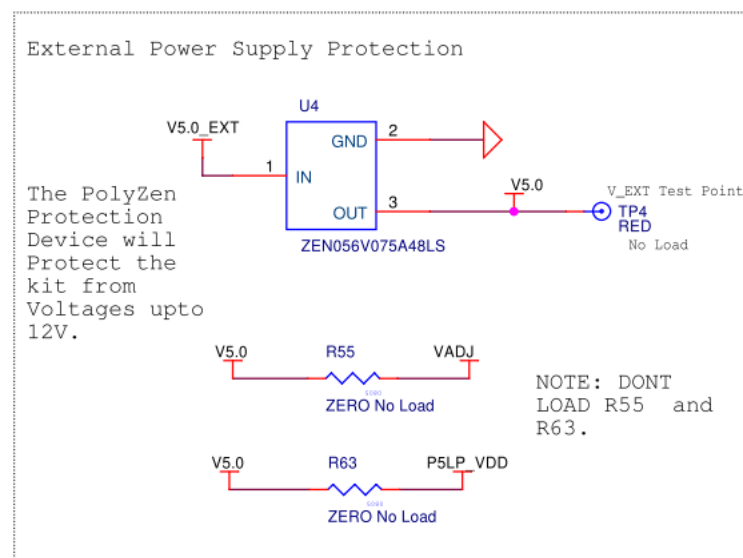 External Power Supply Protection
U4
V5.0_EXT
GND 2
1 IN
V5.0
V_EXT Test Point
OUT 3
TP4
RED
No Load
ZEN056V075A48LS
The PolyZen
Protection
Device will
Protect the
kit from
Voltages upto
12V.
V5.0 R55 VADJ
ZERO No Load
NOTE: DONT
LOAD R55 and
R63.
V5.0 R63 P5LP_VDD
ZERO No Load